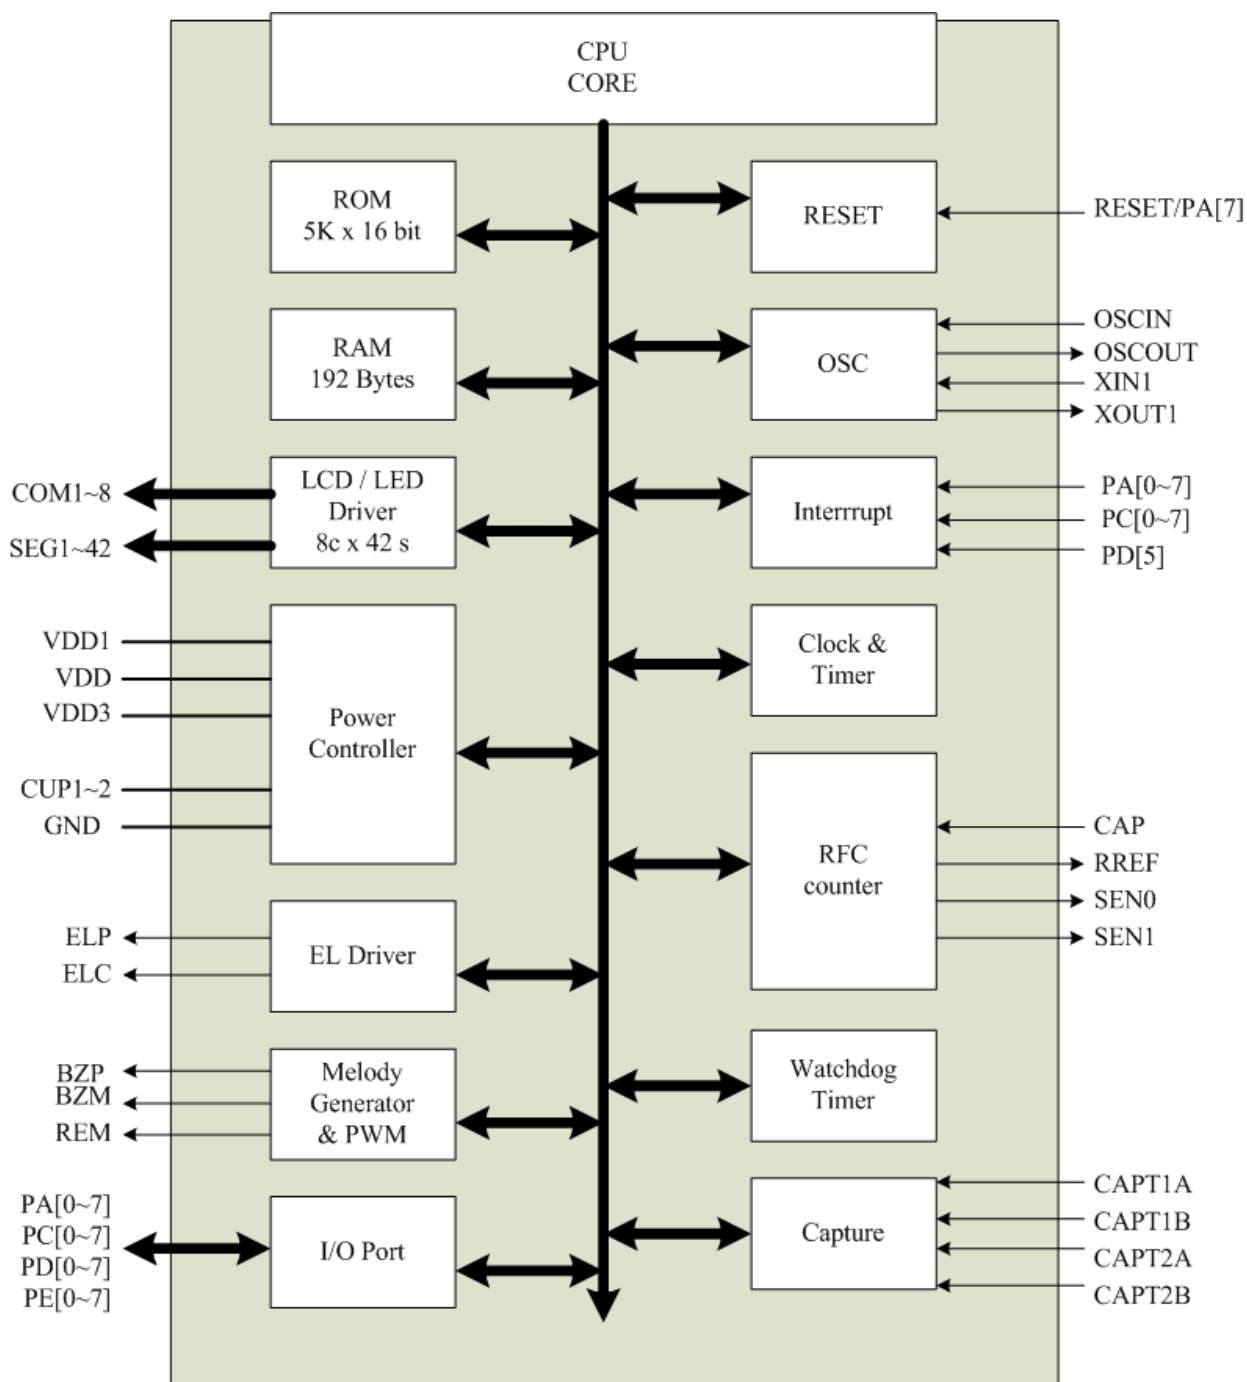 CPU
CORE
ROM
5K x 16 bit
RESET
RESET/PA[7]
RAM
192 Bytes
OSC
OSCIN
OSCOUT
XIN1
XOUT1
COM1~8
SEG1~42
LCD / LED
Driver
8c x 42 s
Interrrupt
PA[0~7]
PC[0~7]
PD[5]
VDD1
VDD
VDD3
CUP1~2
GND
Power
Controller
Clock &
Timer
RFC
counter
CAP
RREF
SEN0
SEN1
ELP
ELC
EL Driver
BZP
BZM
REM
Melody
Generator
& PWM
Watchdog
Timer
PA[0~7]
PC[0~7]
PD[0~7]
PE[0~7]
I/O Port
Capture
CAPT1A
CAPT1B
CAPT2A
CAPT2B